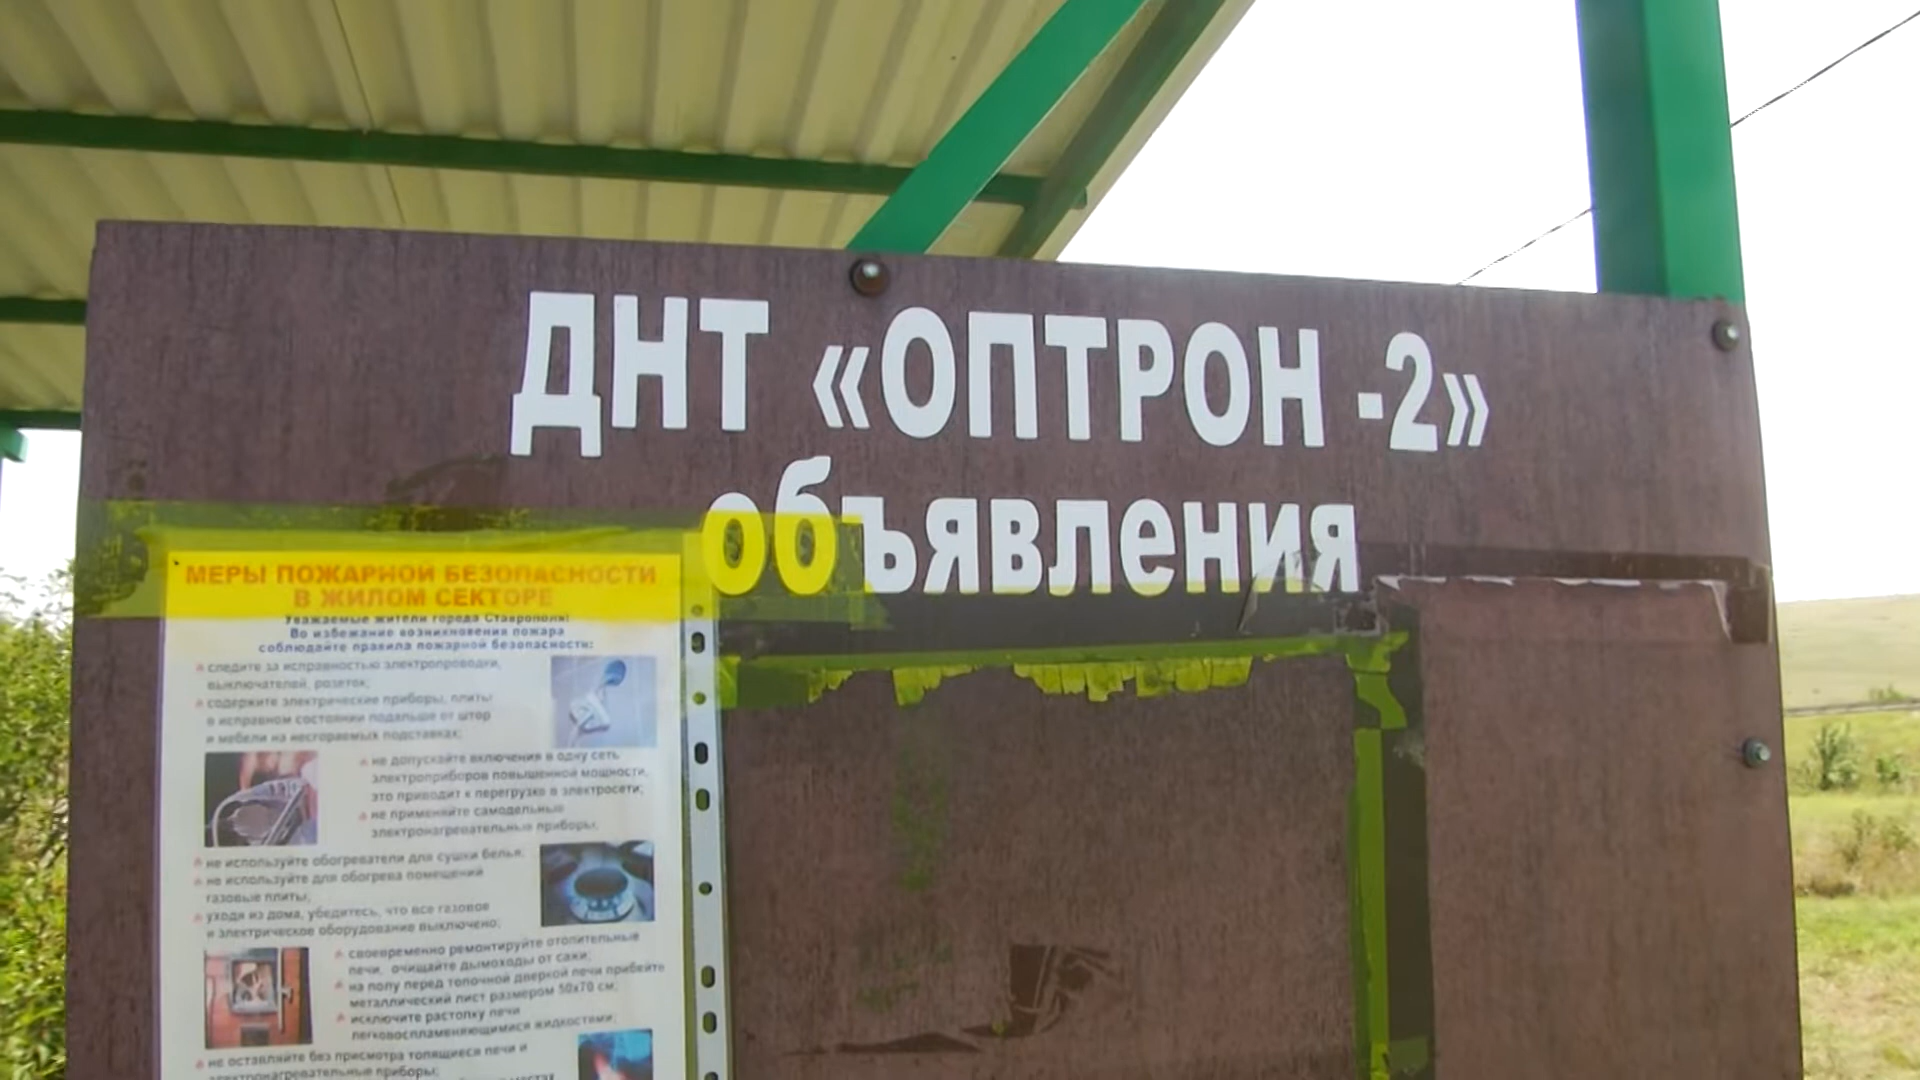 ДНТ «ОПТРОН -2»
объявления
МЕРЫ ПОЖАРНОЙ БЕЗОПАСНОСТИ
В ЖИЛОМ СЕКТОРЕ
Уважаемые жители города Ставрополя!
Во избежание возникновения пожара
соблюдайте правила пожарной безопасности:
следите за исправностью электропроводки,
выключателей, розеток;
содержите электрические приборы, плиты
в исправном состоянии подальше от штор
и мебели на несгораемых подставках;
не допускайте включения в одну сеть
электроприборов повышенной мощности,
это приводит к перегрузке в электросети;
не применяйте самодельные
электронагревательные приборы;
не используйте обогреватели для сушки белья;
не используйте для обогрева помещений
газовые плиты;
уходя из дома, убедитесь, что все газовое
и электрическое оборудование выключено;
своевременно ремонтируйте отопительные
печи, очищайте дымоходы от сажи;
на полу перед топочной дверкой печи прибейте
металлический лист размером 50х70 см;
исключите растопку печи
легковоспламеняющимися жидкостями;
не оставляйте без присмотра топящиеся печи и
электронагревательные приборы;
местах